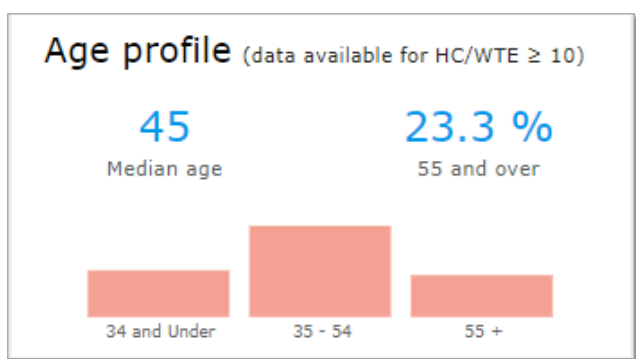 Age profile (data available for HC/WTE ≥ 10)
45 23.3 %
Median age 55 and over
34 and Under 35 - 54 55 +